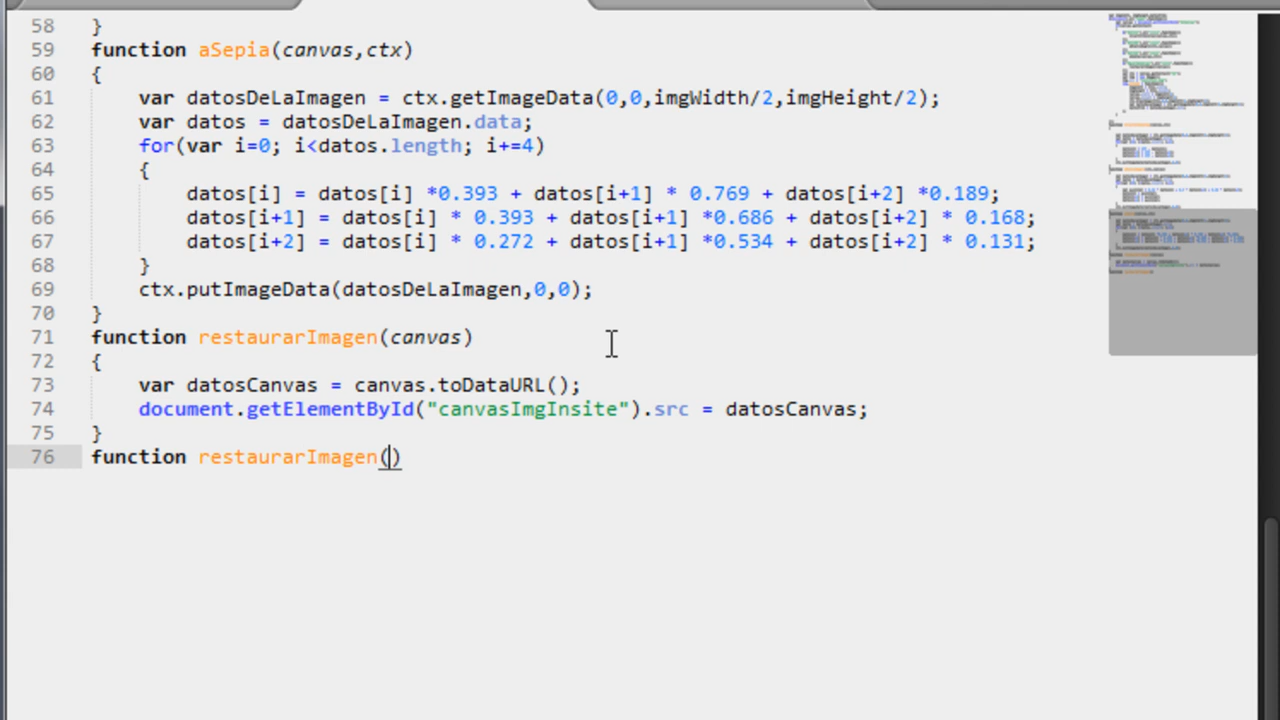 58 }
59 function aSepia(canvas,ctx)
60 {
61 var datosDeLaImagen = ctx.getImageData(0,0,imgWidth/2,imgHeight/2);
62 var datos = datosDeLaImagen.data;
63 for(var i=0; i<datos.length; i+=4)
64 {
65 datos[i] = datos[i] *0.393 + datos[i+1] * 0.769 + datos[i+2] *0.189;
66 datos[i+1] = datos[i] * 0.393 + datos[i+1] *0.686 + datos[i+2] * 0.168;
67 datos[i+2] = datos[i] * 0.272 + datos[i+1] *0.534 + datos[i+2] * 0.131;
68 }
69 ctx.putImageData(datosDeLaImagen,0,0);
70 }
71 function restaurarImagen(canvas)
72 {
73 var datosCanvas = canvas.toDataURL();
74 document.getElementById("canvasImgInsite").src = datosCanvas;
75 }
76 function restaurarImagen()